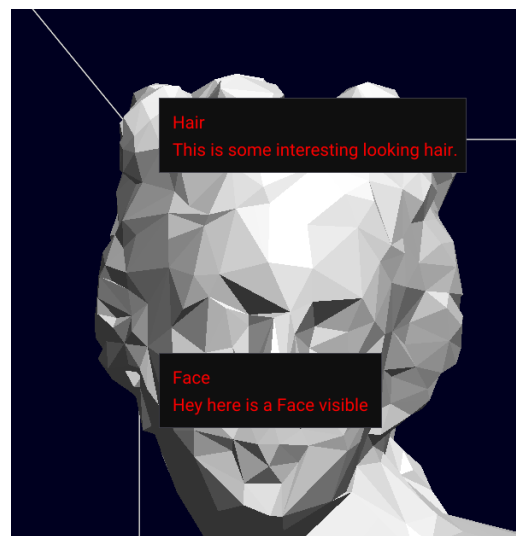 Hair
This is some interesting looking hair.
Face
Hey here is a Face visible